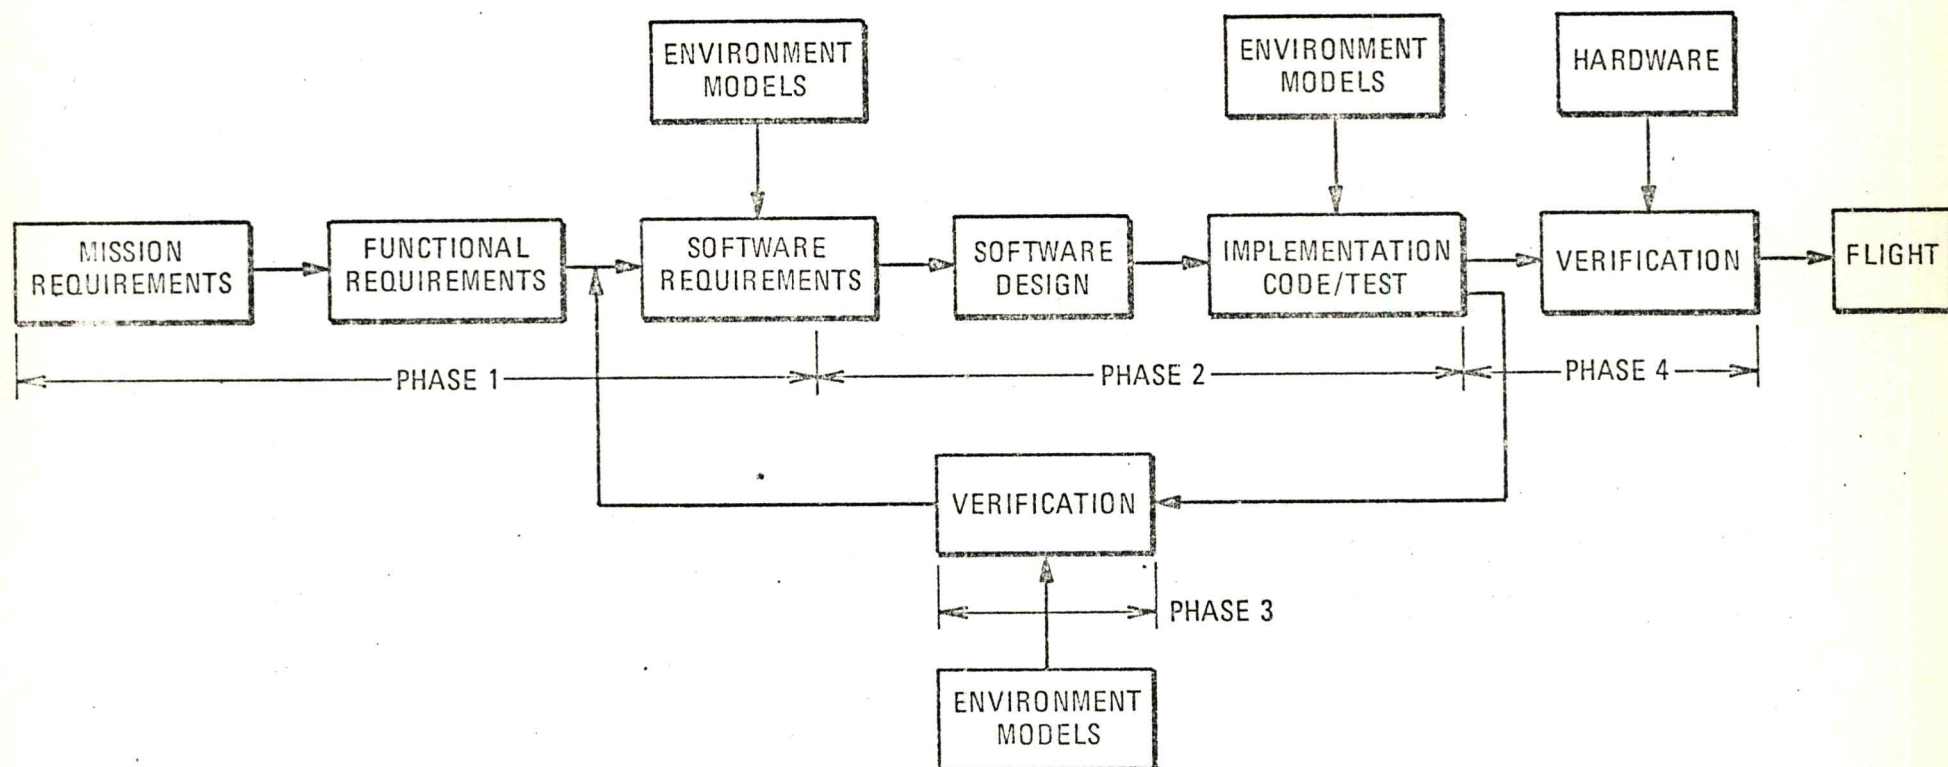 ENVIRONMENT
MODELS
ENVIRONMENT
MODELS
HARDWARE
MISSION
REQUIREMENTS
FUNCTIONAL
REQUIREMENTS
SOFTWARE
REQUIREMENTS
SOFTWARE
DESIGN
IMPLEMENTATION
CODE/TEST
VERIFICATION
FLIGHT
PHASE 1
PHASE 2
PHASE 4
VERIFICATION
PHASE 3
ENVIRONMENT
MODELS